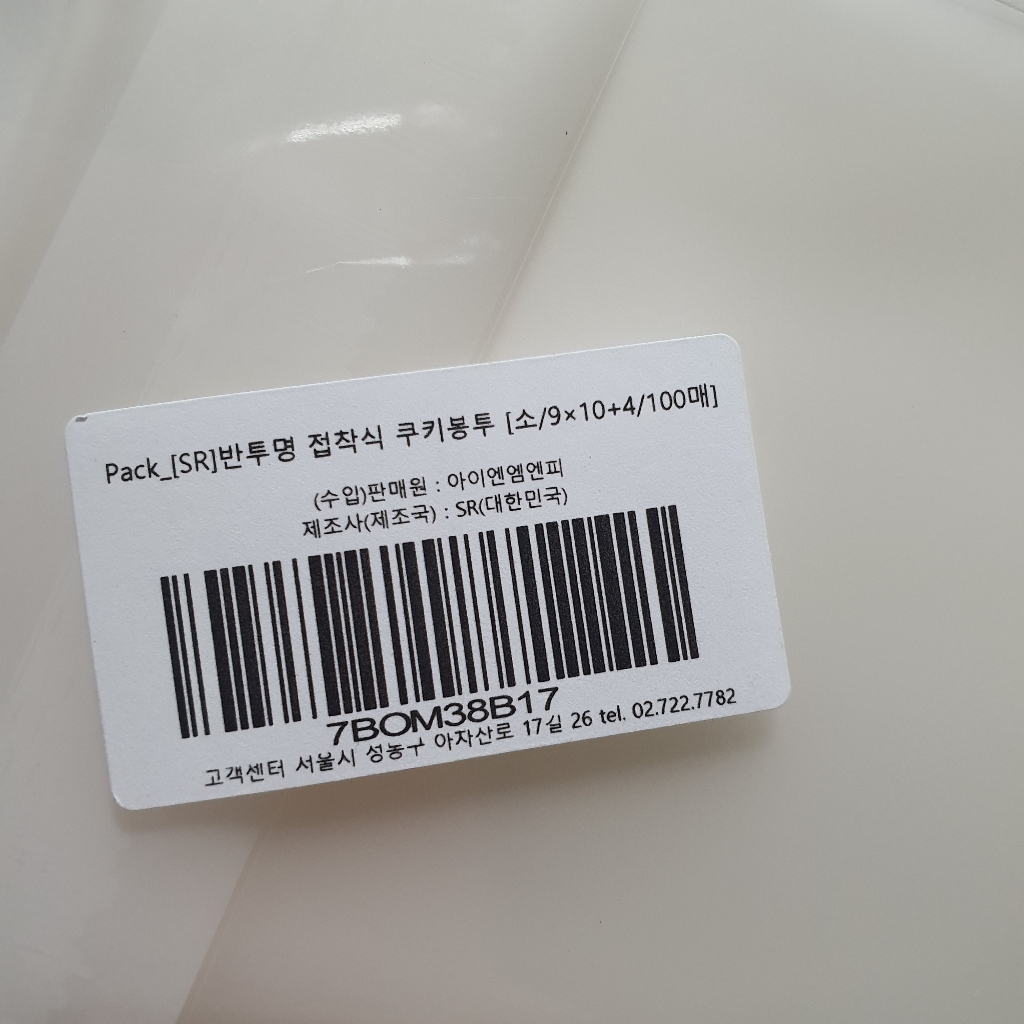 Pack_[SR]반투명 접착식 쿠키봉투 [소/9×10+4/100매]
(수입)판매원 : 아이엔엠엔피
제조사(제조국) : SR(대한민국)
7BOM38B17
고객센터 서울시 성동구 아차산로 17길 26 tel. 02.722.7782